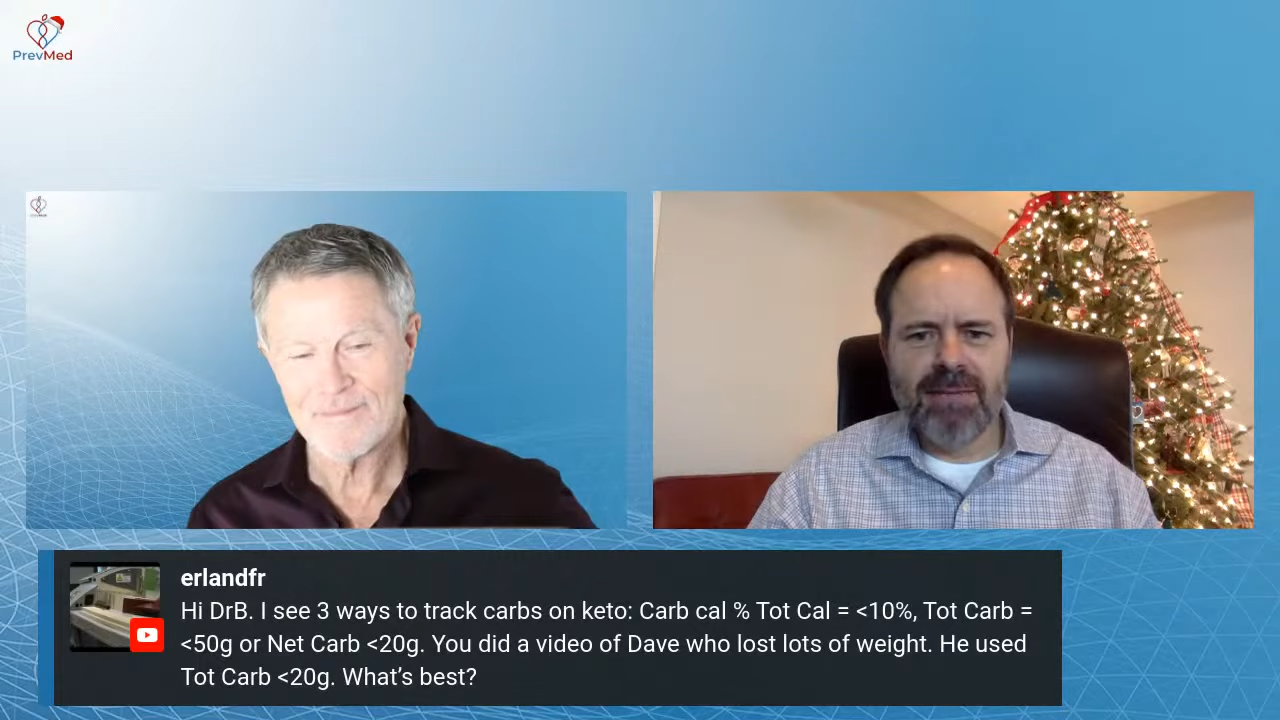 PrevMed
erlandfr
Hi DrB. I see 3 ways to track carbs on keto: Carb cal % Tot Cal = <10%, Tot Carb =
<50g or Net Carb <20g. You did a video of Dave who lost lots of weight. He used
Tot Carb <20g. What’s best?